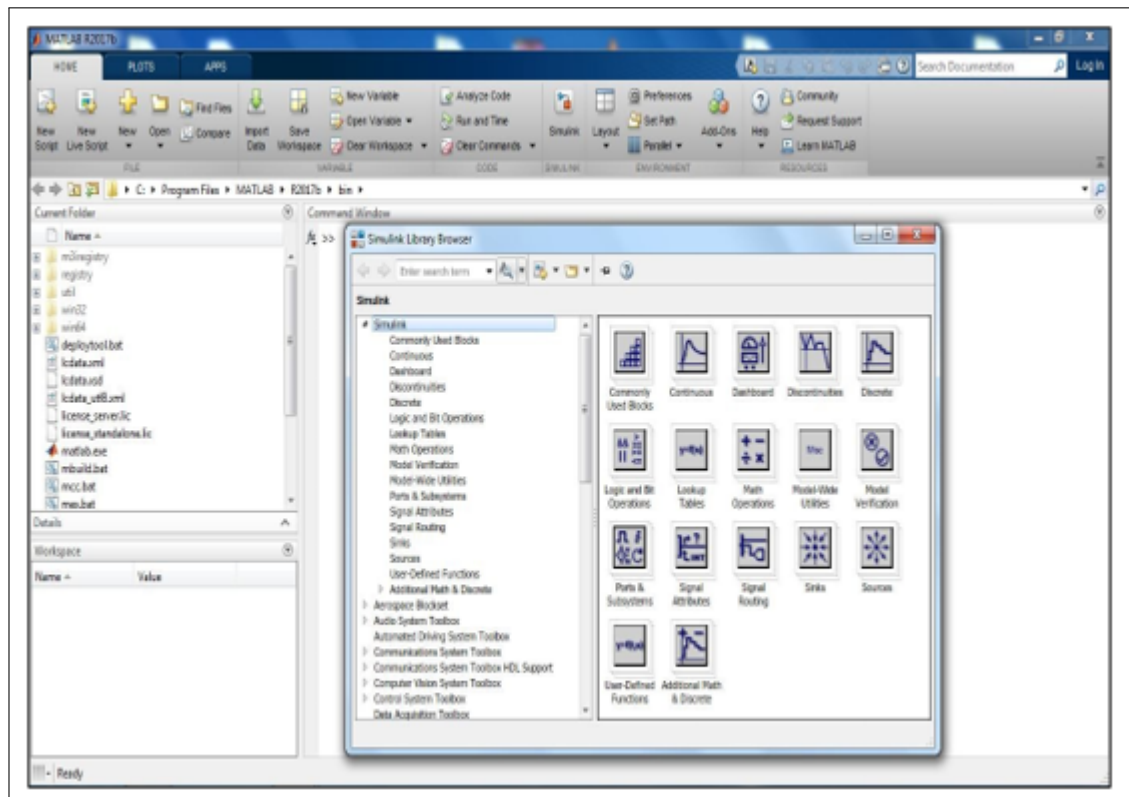 MATLAB R2017b
HOME PLOTS APPS
Search Documentation
Log In
New Script
New Live Script
New
Open
Find Files
Compare
Import Data
Save Workspace
New Variable
Open Variable
Clear Workspace
Analyze Code
Run and Time
Clear Commands
Simulink
Layout
Preferences
Set Path
Parallel
Add-Ons
Help
Community
Request Support
Learn MATLAB
FILE VARIABLE CODE SIMULINK ENVIRONMENT RESOURCES
C: Program Files MATLAB R2017b bin
Current Folder
Name
m3iregistry
registry
util
win32
win64
deploytool.bat
lcdata.xml
lcdata.xsd
lcdata_utf8.xml
license_server.lic
license_standalone.lic
matlab.exe
mbuild.bat
mcc.bat
mex.bat
Details
Workspace
Name Value
Ready
Command Window
fx >>
Simulink Library Browser
Enter search term
Simulink
Simulink
Commonly Used Blocks
Continuous
Dashboard
Discontinuities
Discrete
Logic and Bit Operations
Lookup Tables
Math Operations
Model Verification
Model-Wide Utilities
Ports & Subsystems
Signal Attributes
Signal Routing
Sinks
Sources
User-Defined Functions
Additional Math & Discrete
Aerospace Blockset
Audio System Toolbox
Automated Driving System Toolbox
Communications System Toolbox
Communications System Toolbox HDL Support
Computer Vision System Toolbox
Control System Toolbox
Data Acquisition Toolbox
Commonly Used Blocks
Continuous
Dashboard
Discontinuities
Discrete
Logic and Bit Operations
y=f(u)
Lookup Tables
Math Operations
Misc
Model-Wide Utilities
Model Verification
Ports & Subsystems
Signal Attributes
Signal Routing
Sinks
Sources
y=f(u)
User-Defined Functions
Additional Math & Discrete